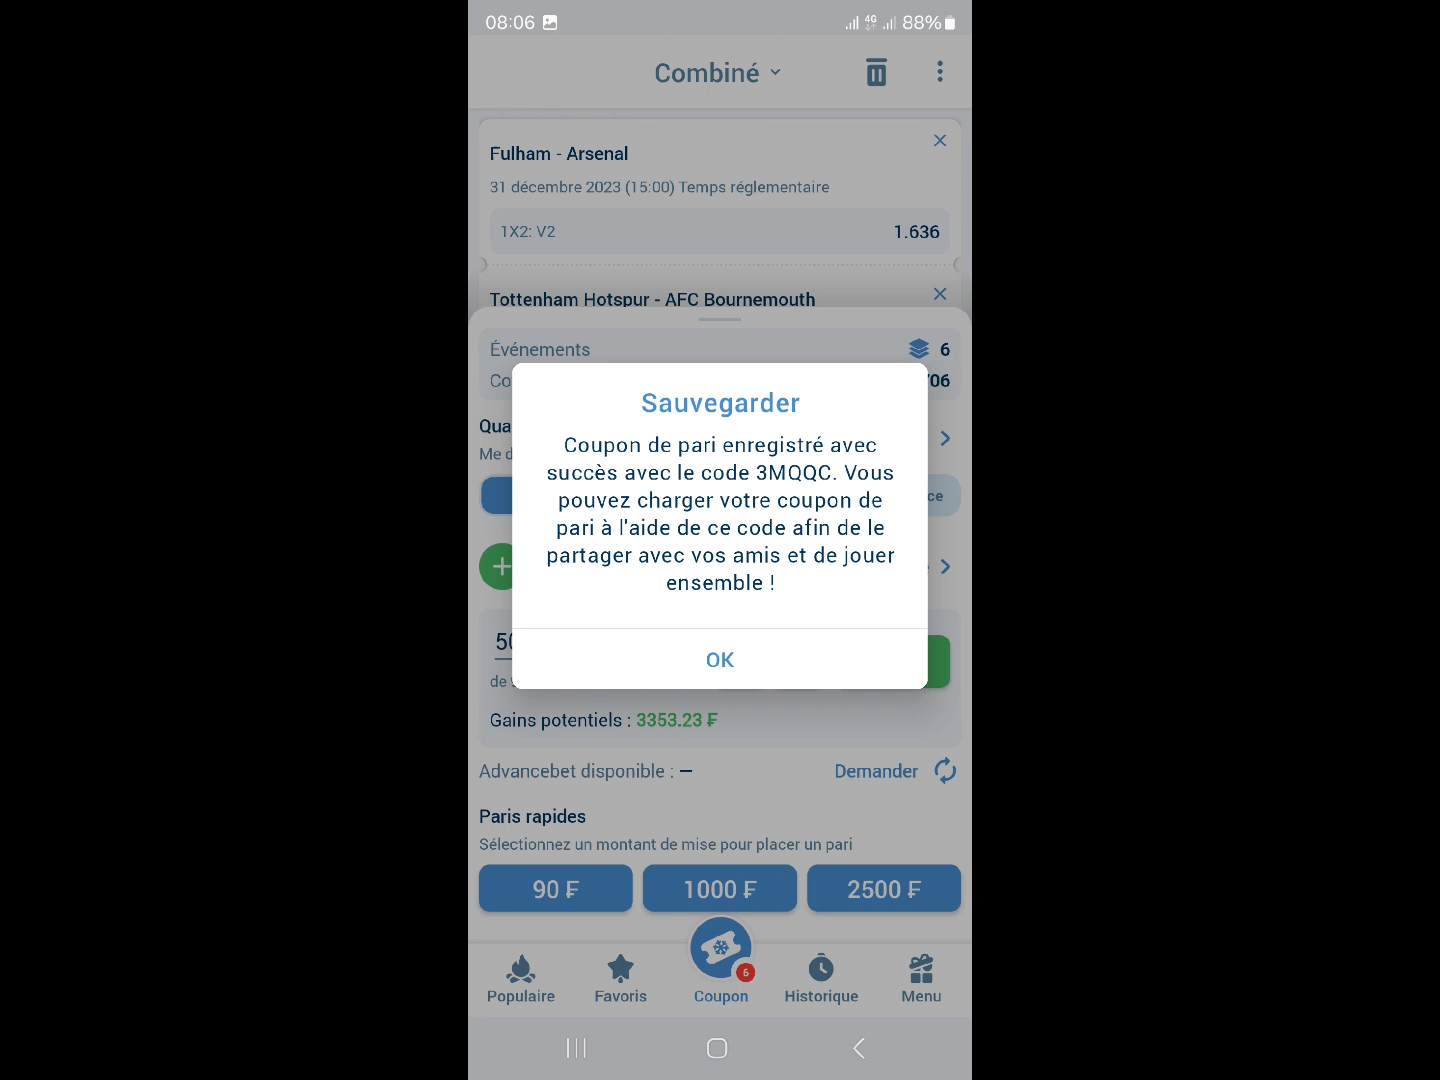 08:06
4G
88%
Combiné
Fulham - Arsenal
31 décembre 2023 (15:00) Temps réglementaire
1X2: V2
1.636
Tottenham Hotspur - AFC Bournemouth
Événements
6
Sauvegarder
Coupon de pari enregistré avec
succès avec le code 3MQQC. Vous
pouvez charger votre coupon de
pari à l'aide de ce code afin de le
partager avec vos amis et de jouer
ensemble !
OK
Gains potentiels : 3353.23 ₣
Advancebet disponible : —
Demander
Paris rapides
Sélectionnez un montant de mise pour placer un pari
90 ₣
1000 ₣
2500 ₣
6
Populaire
Favoris
Coupon
Historique
Menu